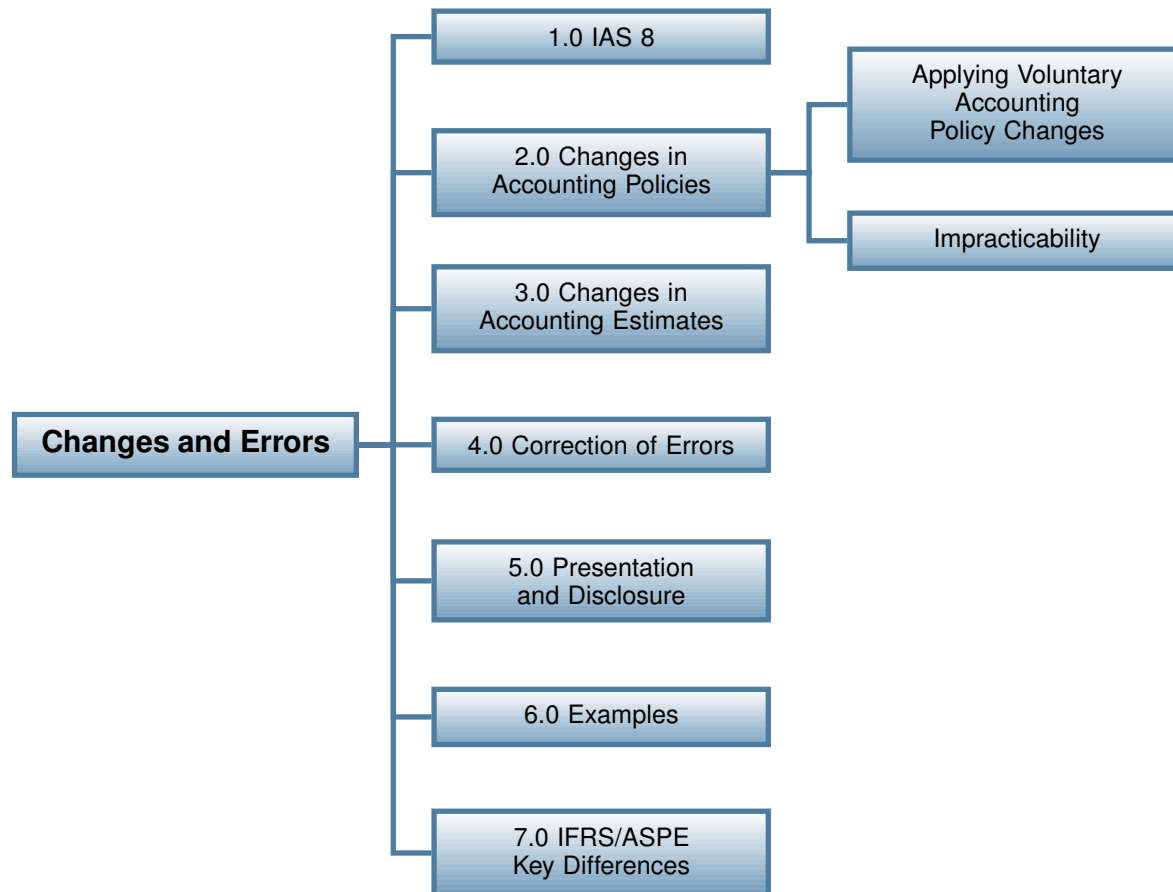 Changes and Errors
1.0 IAS 8
2.0 Changes in
Accounting Policies
Applying Voluntary
Accounting
Policy Changes
Impracticability
3.0 Changes in
Accounting Estimates
4.0 Correction of Errors
5.0 Presentation
and Disclosure
6.0 Examples
7.0 IFRS/ASPE
Key Differences